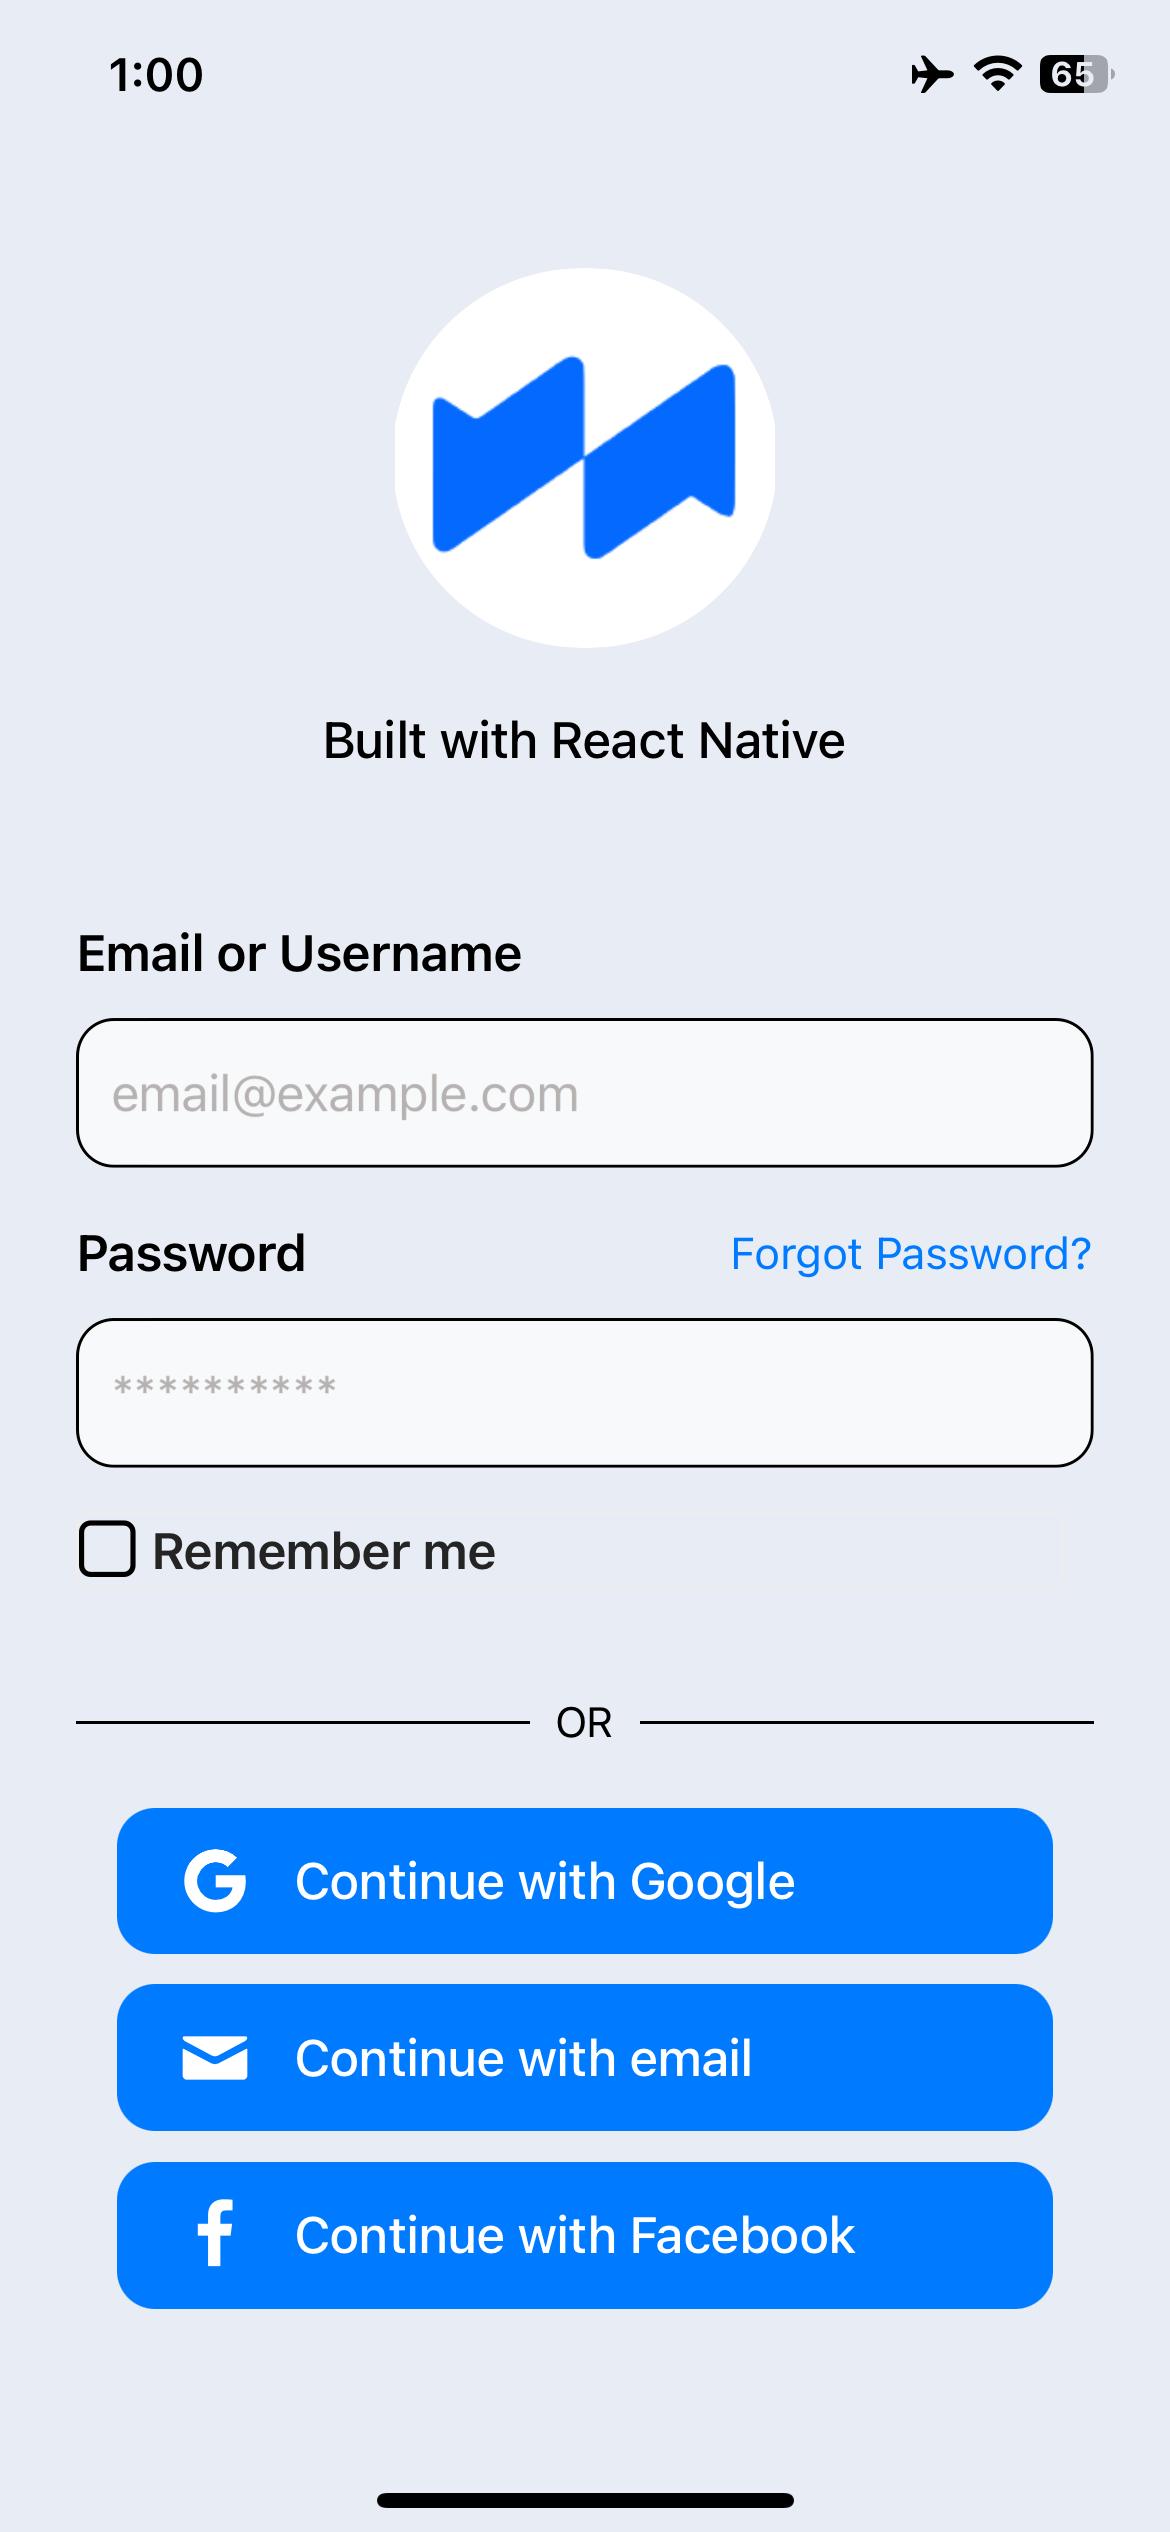 1:00
65
Built with React Native
Email or Username
email@example.com
Password
Forgot Password?
**********
Remember me
OR
Continue with Google
Continue with email
Continue with Facebook